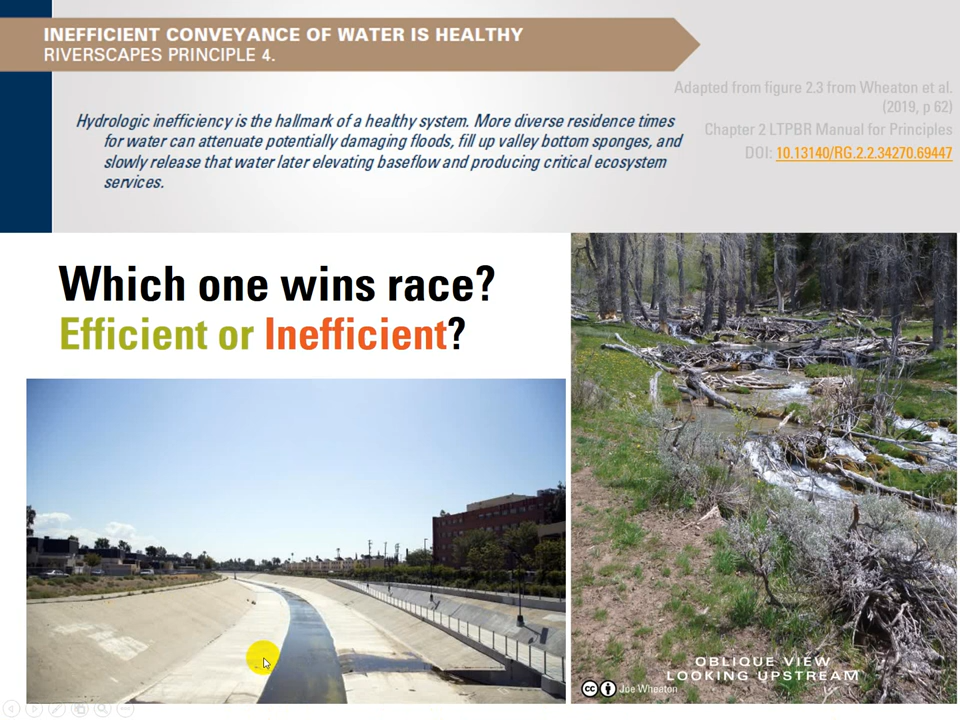 INEFFICIENT CONVEYANCE OF WATER IS HEALTHY
RIVERSCAPES PRINCIPLE 4.
Adapted from figure 2.3 from Wheaton et al.
(2019, p 62)
Chapter 2 LTPBR Manual for Principles
DOI: 10.13140/RG.2.2.34270.69447
Hydrologic inefficiency is the hallmark of a healthy system. More diverse residence times
for water can attenuate potentially damaging floods, fill up valley bottom sponges, and
slowly release that water later elevating baseflow and producing critical ecosystem
services.
Which one wins race?
Efficient or Inefficient?
OBLIQUE VIEW
LOOKING UPSTREAM
cc Joe Wheaton